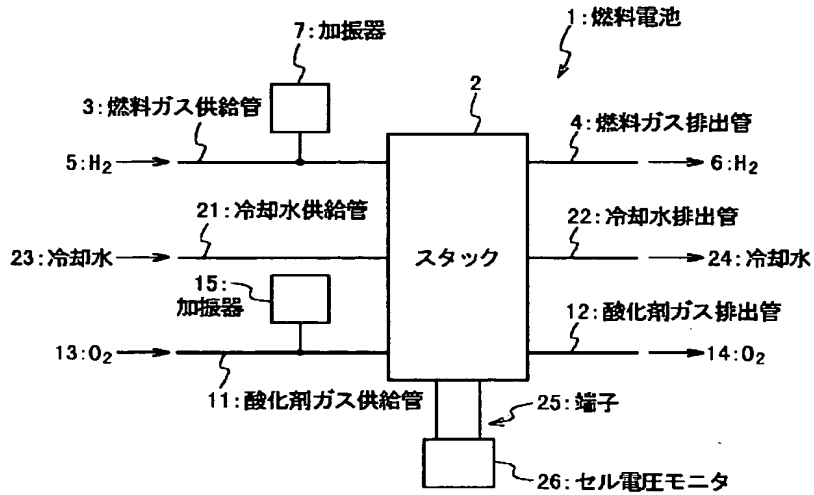 1:燃料電池
7:加振器
2
3:燃料ガス供給管
4:燃料ガス排出管
5:H₂
6:H₂
21:冷却水供給管
22:冷却水排出管
23:冷却水
スタック
24:冷却水
15:
加振器
12:酸化剤ガス排出管
13:O₂
14:O₂
11:酸化剤ガス供給管
25:端子
26:セル電圧モニタ